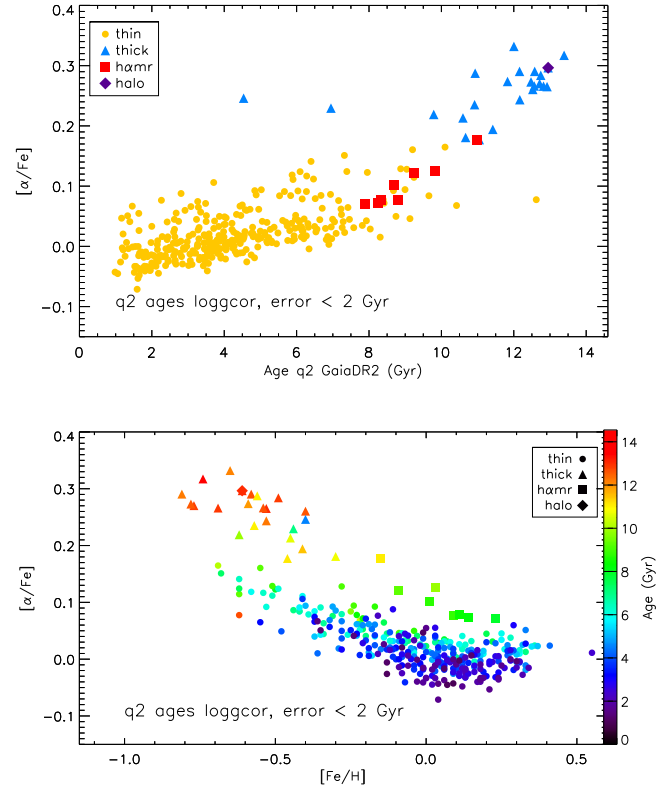 0.4
0.3
0.2
0.1
0.0
-0.1
[α/Fe]
thin
thick
hαmr
halo
q2 ages loggcor, error < 2 Gyr
0 2 4 6 8 10 12 14
Age q2 GaiaDR2 (Gyr)
0.4
0.3
0.2
0.1
0.0
-0.1
[α/Fe]
thin
thick
hαmr
halo
q2 ages loggcor, error < 2 Gyr
-1.0 -0.5 0.0 0.5
[Fe/H]
14
12
10
8
6
4
2
0
Age (Gyr)